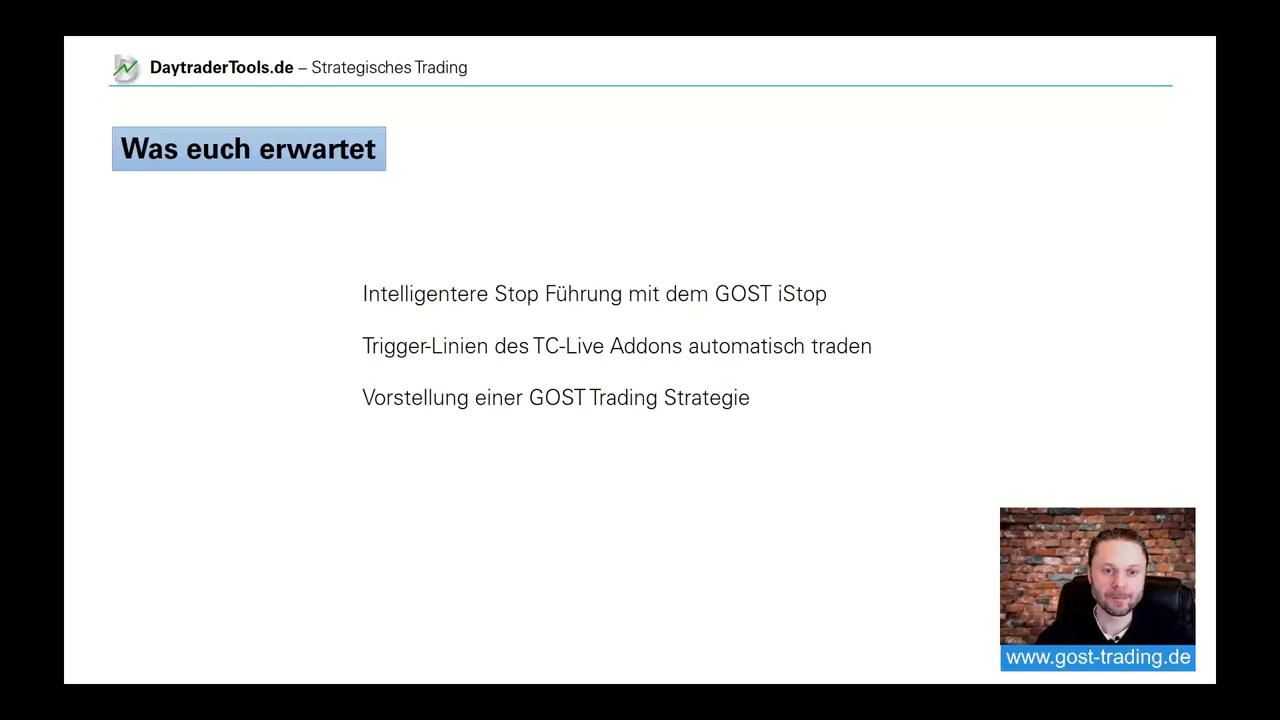 DaytraderTools.de – Strategisches Trading
Was euch erwartet
Intelligentere Stop Führung mit dem GOST iStop
Trigger-Linien des TC-Live Addons automatisch traden
Vorstellung einer GOST Trading Strategie
www.gost-trading.de